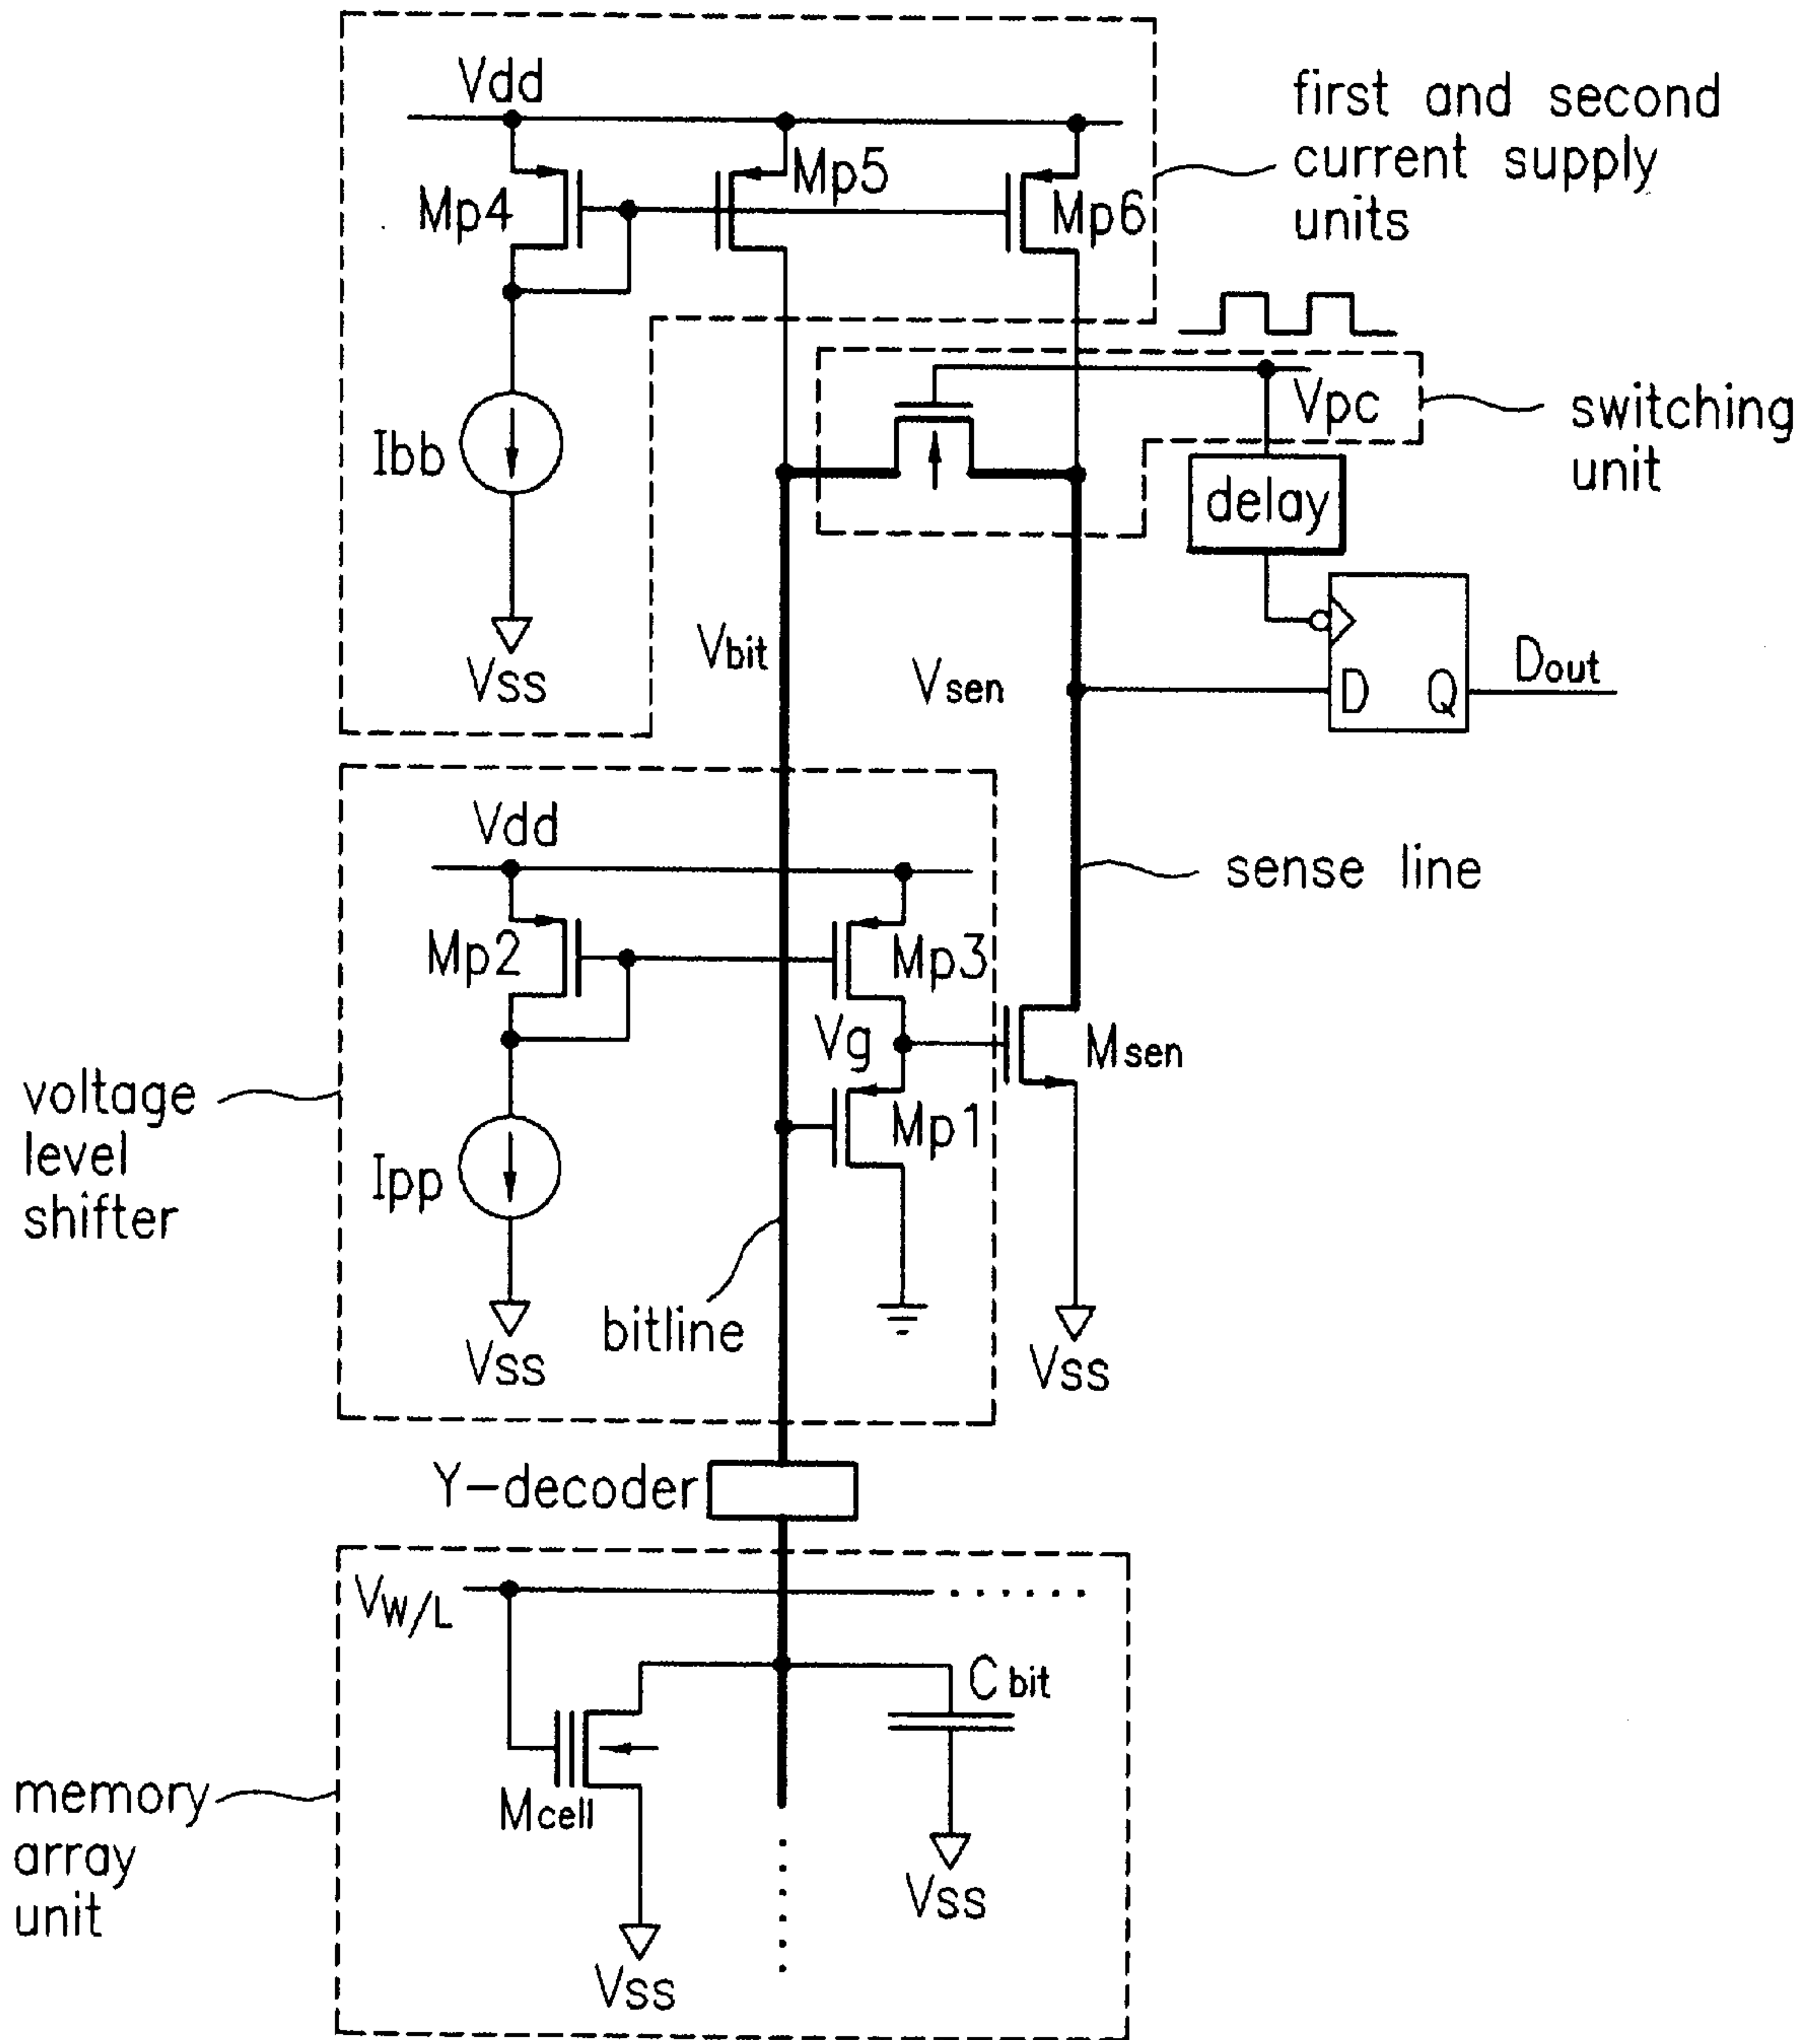 Vdd
first and second
current supply
units
Mp4
Mp5
Mp6
Ibb
Vpc
switching
unit
delay
Vss
Vbit
Vsen
D
Q
Dout
Vdd
sense line
Mp2
Mp3
Vg
Msen
voltage
level
shifter
Mp1
Ipp
bitline
Vss
Vss
Y-decoder
VW/L
Cbit
Mcell
memory
array
unit
Vss
Vss